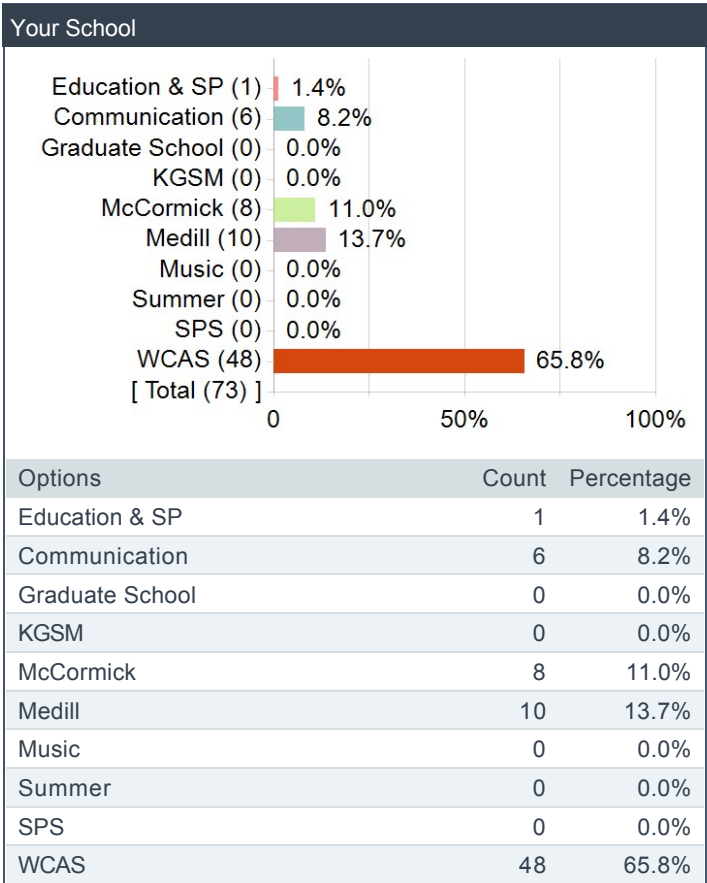 Your School
Education & SP (1) 1.4%
Communication (6) 8.2%
Graduate School (0) 0.0%
KGSM (0) 0.0%
McCormick (8) 11.0%
Medill (10) 13.7%
Music (0) 0.0%
Summer (0) 0.0%
SPS (0) 0.0%
WCAS (48) 65.8%
[ Total (73) ]
0 50% 100%
Options Count Percentage
Education & SP 1 1.4%
Communication 6 8.2%
Graduate School 0 0.0%
KGSM 0 0.0%
McCormick 8 11.0%
Medill 10 13.7%
Music 0 0.0%
Summer 0 0.0%
SPS 0 0.0%
WCAS 48 65.8%